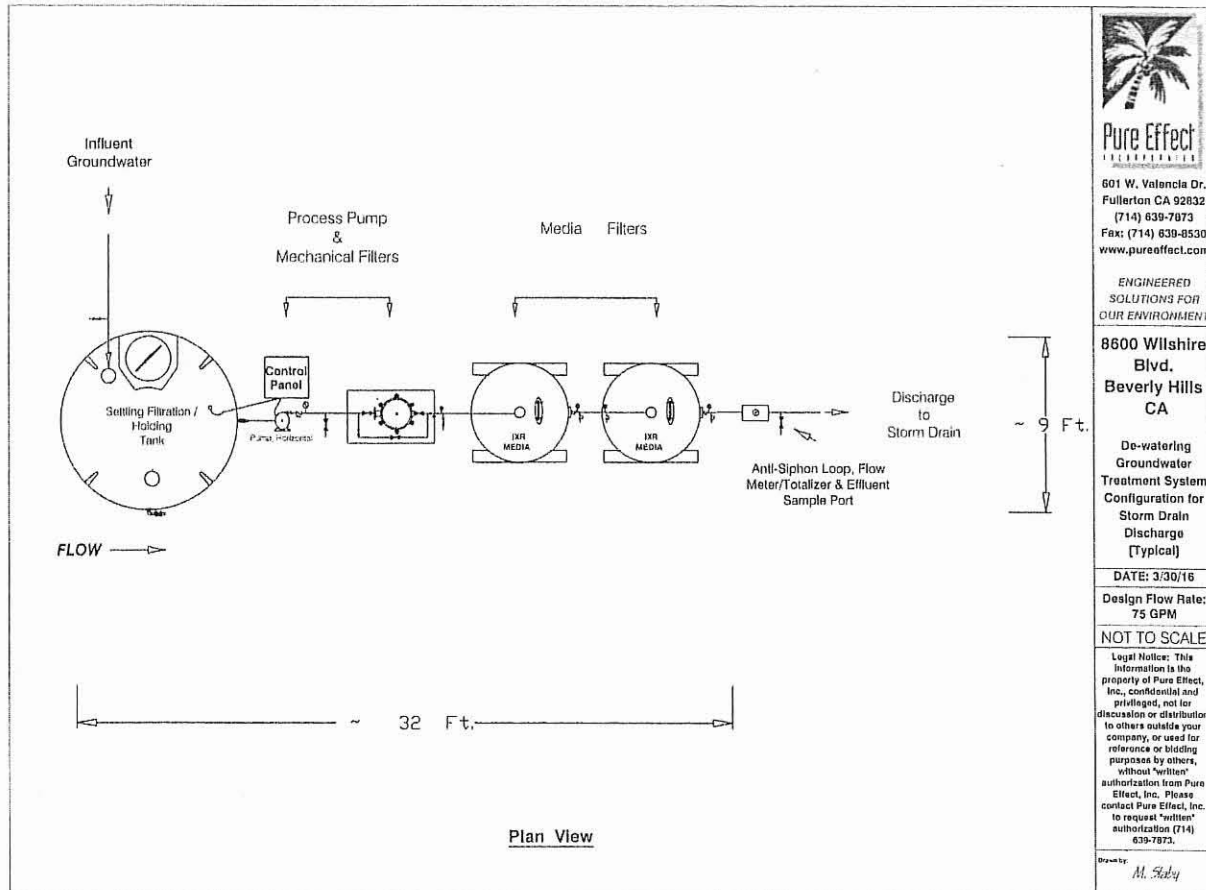 Influent
Groundwater
Process Pump
&
Mechanical Filters
Media Filters
Control
Panel
Settling Filtration /
Holding
Tank
Pump, Horizontal
IXR
MEDIA
IXR
MEDIA
Discharge
to
Storm Drain
~ 9 Ft.
Anti-Siphon Loop, Flow
Meter/Totalizer & Effluent
Sample Port
FLOW
~ 32 Ft.
Plan View
Pure Effect
INCORPORATED
601 W. Valencia Dr.
Fullerton CA 92832
(714) 639-7873
Fax: (714) 639-8530
www.pureeffect.com
ENGINEERED
SOLUTIONS FOR
OUR ENVIRONMENT
8600 Wilshire
Blvd.
Beverly Hills
CA
De-watering
Groundwater
Treatment System
Configuration for
Storm Drain
Discharge
[Typical]
DATE: 3/30/16
Design Flow Rate:
75 GPM
NOT TO SCALE
Legal Notice: This
information is the
property of Pure Effect,
Inc., confidential and
privileged, not for
discussion or distribution
to others outside your
company, or used for
reference or bidding
purposes by others,
without "written"
authorization from Pure
Effect, Inc. Please
contact Pure Effect, Inc.
to request "written"
authorization (714)
639-7873.
Drawn by:
M. Slaby